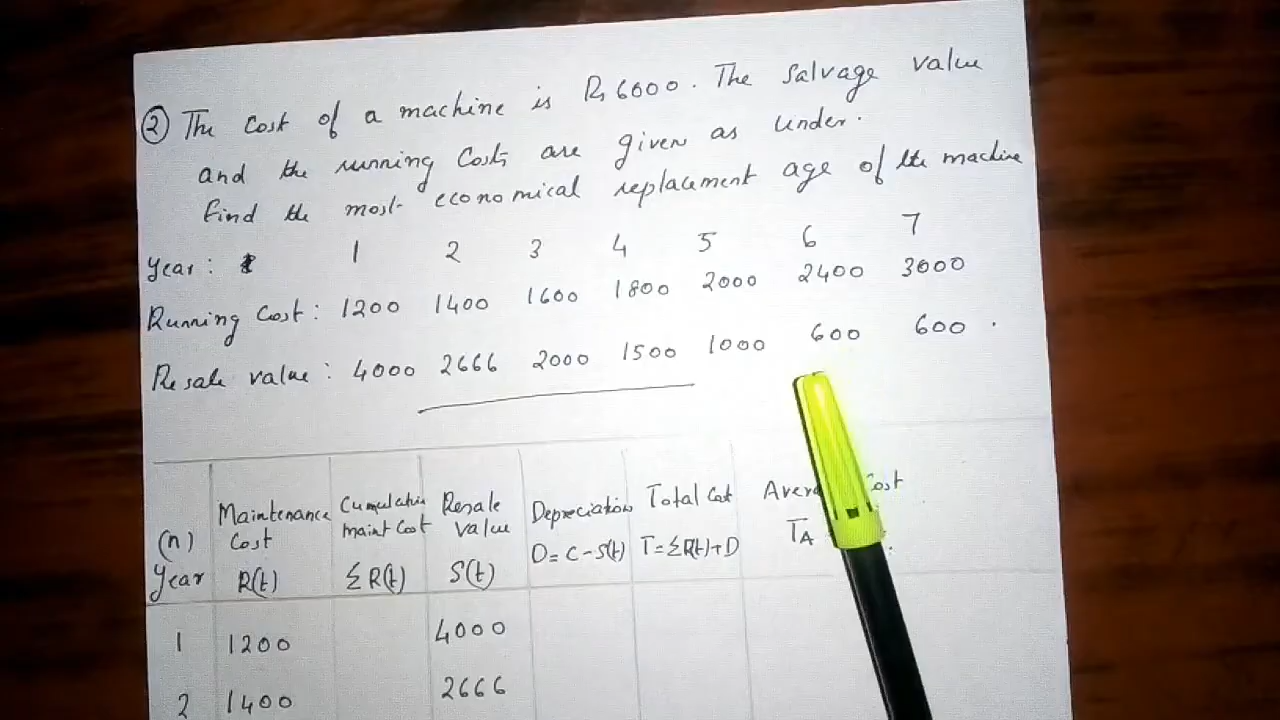 ② The Cost of a machine is Rs 6000. The Salvage value
and the running Costs are given as under.
Find the most economical replacement age of the machine
Year: 1 2 3 4 5 6 7
Running Cost: 1200 1400 1600 1800 2000 2400 3000
Resale value: 4000 2666 2000 1500 1000 600 600.
(n) Year Maintenance Cost R(t) Cumulative maint Cost ΣR(t) Resale Value S(t) Depreciation D=C-S(t) Total Cost T=ΣR(t)+D Cost TA
1 1200 4000
2 1400 2666